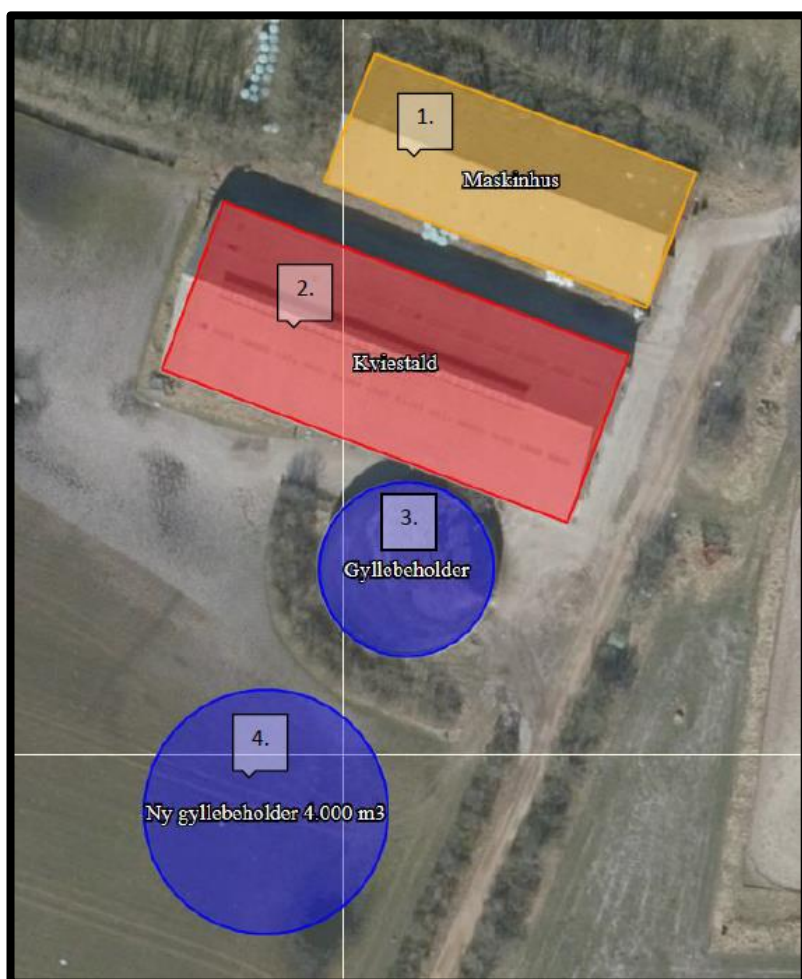 1.
Maskinhus
2.
Kviestald
3.
Gyllebeholder
4.
Ny gyllebeholder 4.000 m3